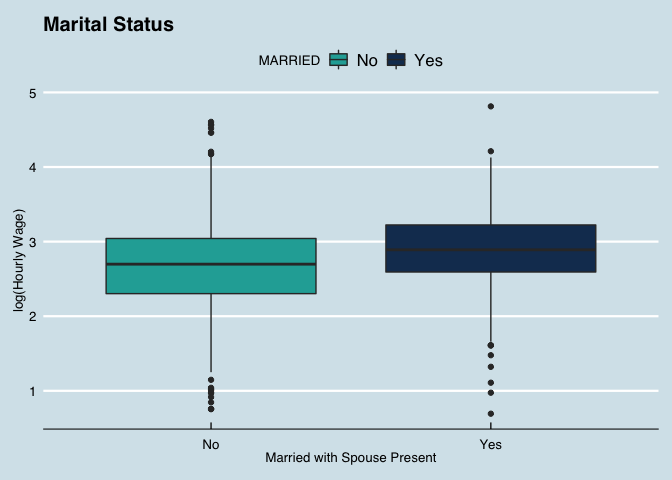 Marital Status
MARRIED No Yes
log(Hourly Wage)
5
4
3
2
1
No Yes
Married with Spouse Present